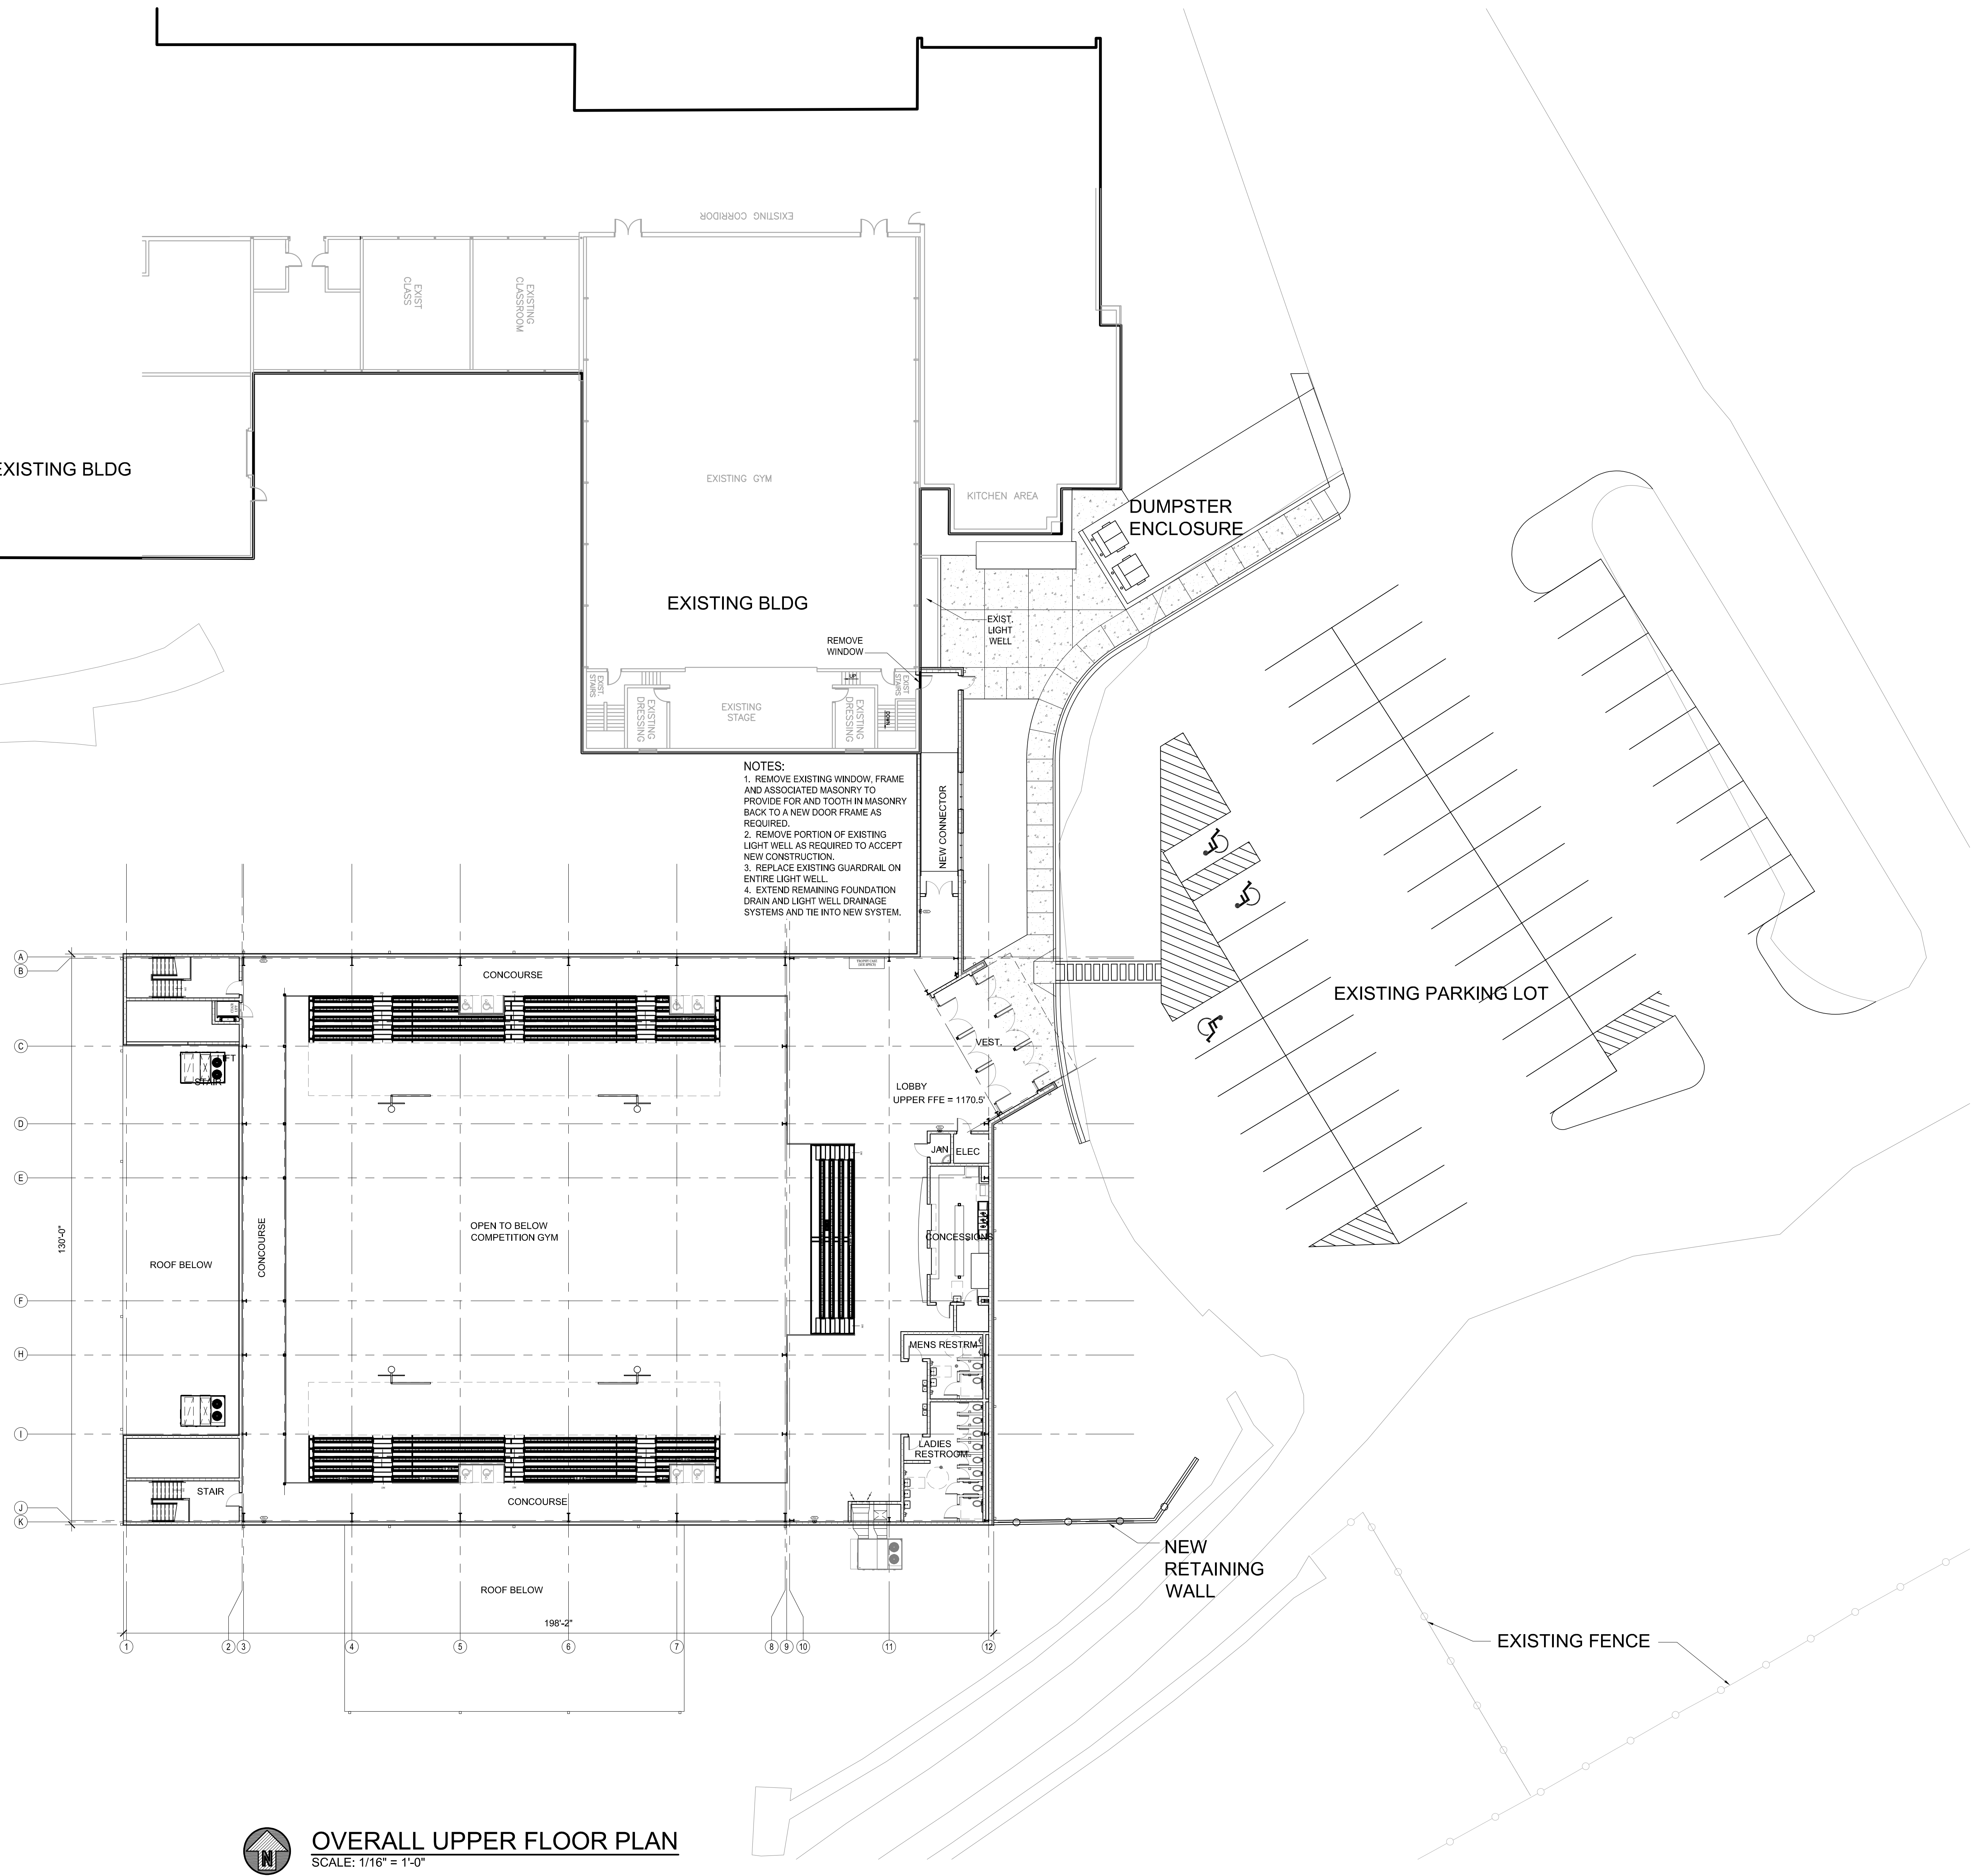 EXISTING CORRIDOR
EXIST
CLASS
EXISTING
CLASSROOM
EXISTING BLDG
EXISTING GYM
KITCHEN AREA
DUMPSTER
ENCLOSURE
EXISTING BLDG
EXIST.
LIGHT
WELL
REMOVE
WINDOW
EXIST.
STAIRS
EXISTING
DRESSING
EXISTING
STAGE
UP
EXISTING
DRESSING
EXIST
STAIRS
DOWN
NOTES:
1. REMOVE EXISTING WINDOW, FRAME
AND ASSOCIATED MASONRY TO
PROVIDE FOR AND TOOTH IN MASONRY
BACK TO A NEW DOOR FRAME AS
REQUIRED.
2. REMOVE PORTION OF EXISTING
LIGHT WELL AS REQUIRED TO ACCEPT
NEW CONSTRUCTION.
3. REPLACE EXISTING GUARDRAIL ON
ENTIRE LIGHT WELL.
4. EXTEND REMAINING FOUNDATION
DRAIN AND LIGHT WELL DRAINAGE
SYSTEMS AND TIE INTO NEW SYSTEM.
NEW CONNECTOR
A
B
C
D
E
F
H
I
J
K
CONCOURSE
EXISTING PARKING LOT
VEST.
STAIR
LOBBY
UPPER FFE = 1170.5'
JAN
ELEC
CONCESSIONS
OPEN TO BELOW
COMPETITION GYM
CONCOURSE
130'-0"
ROOF BELOW
MENS RESTRM
LADIES
RESTROOM
STAIR
CONCOURSE
NEW
RETAINING
WALL
ROOF BELOW
198'-2"
1
2
3
4
5
6
7
8
9
10
11
12
EXISTING FENCE
N
OVERALL UPPER FLOOR PLAN
SCALE: 1/16" = 1'-0"